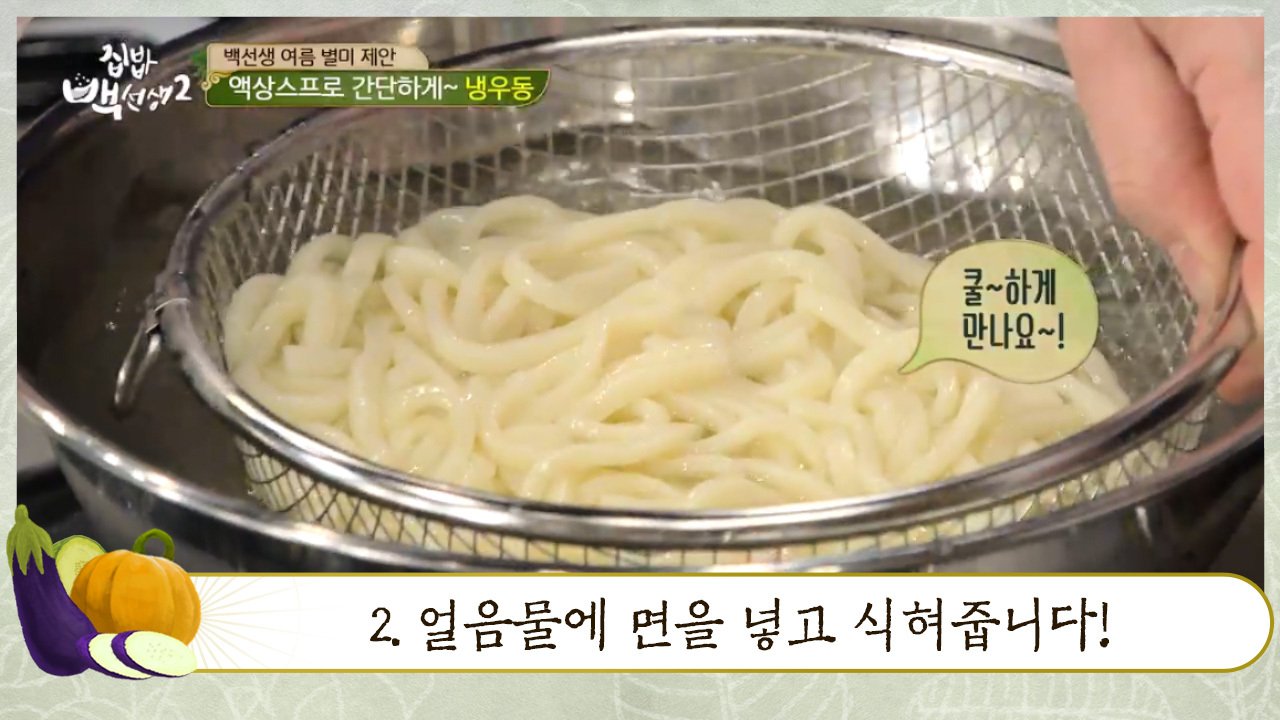 집밥
백선생2
백선생 여름 별미 제안
액상스프로 간단하게~ 냉우동
쿨~하게
만나요~!
2. 얼음물에 면을 넣고 식혀줍니다!